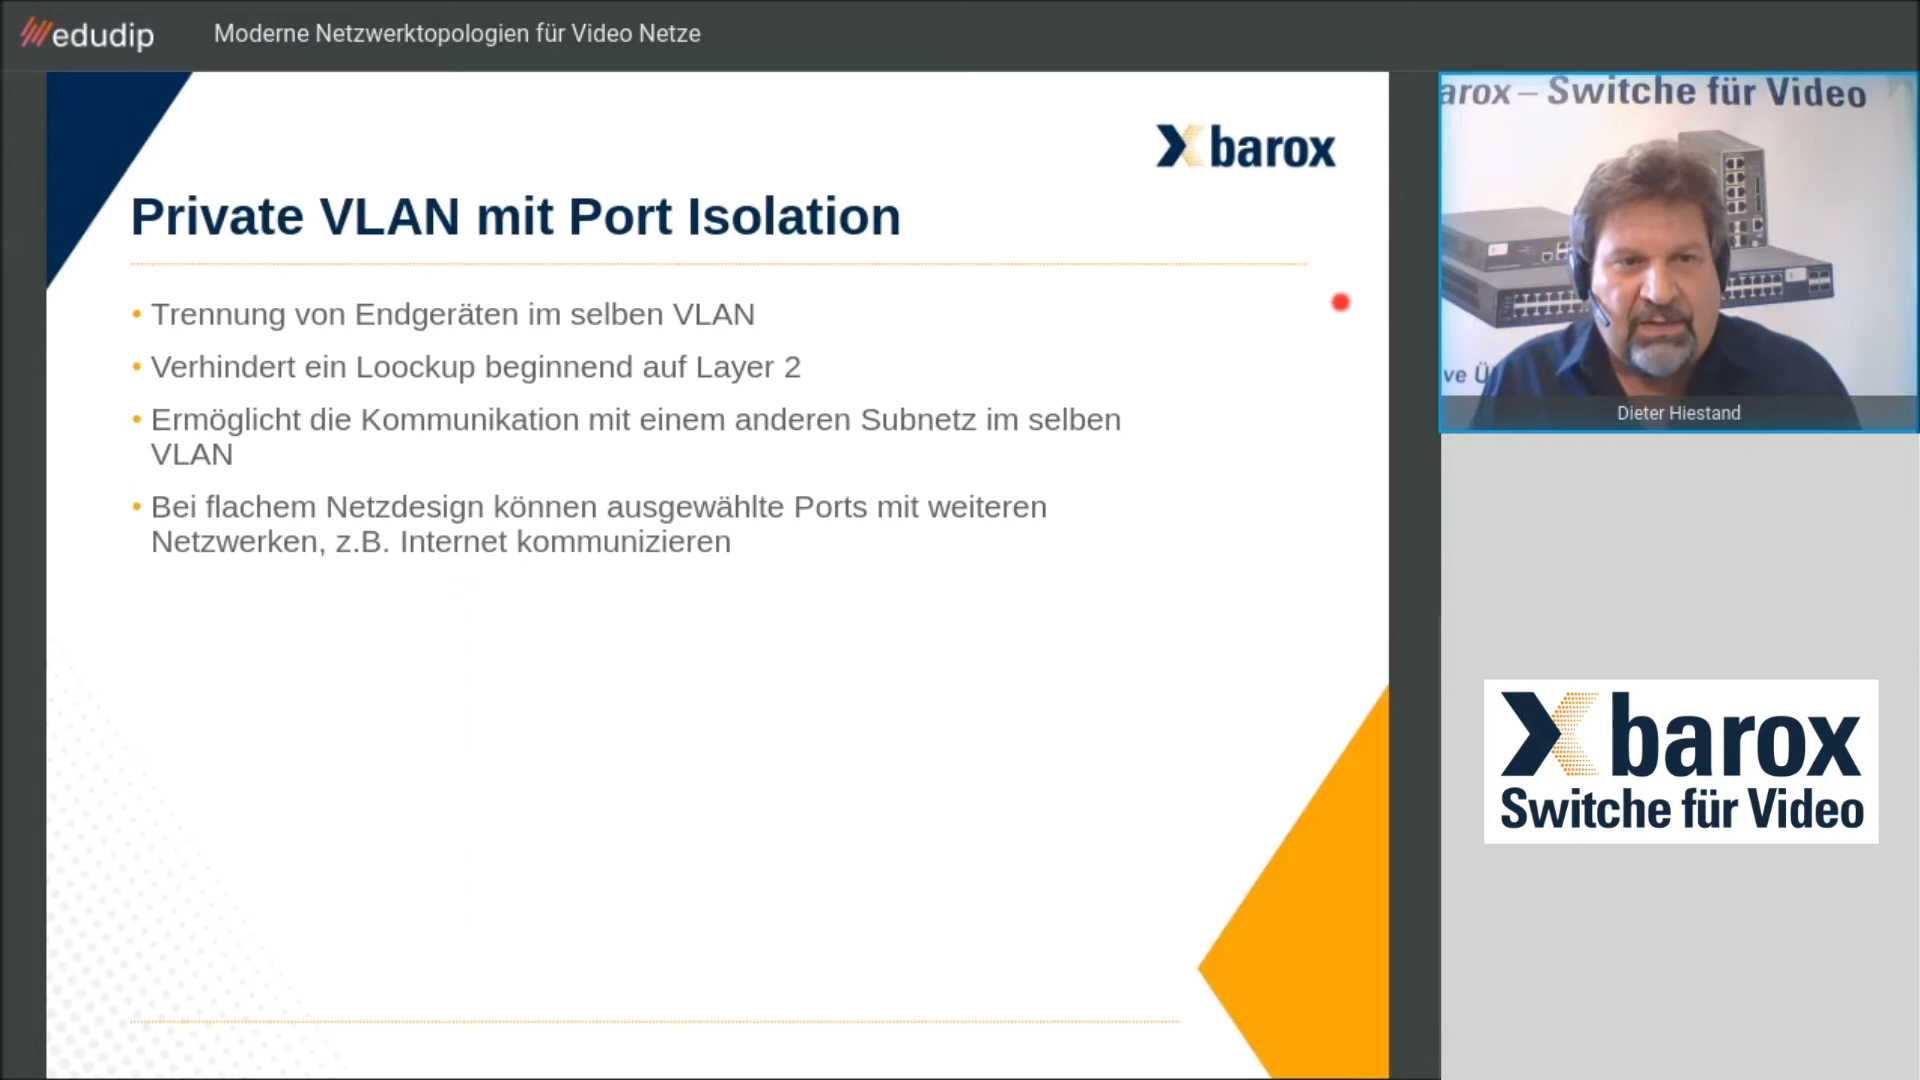 edudip
Moderne Netzwerktopologien für Video Netze
barox
Private VLAN mit Port Isolation
• Trennung von Endgeräten im selben VLAN
• Verhindert ein Loockup beginnend auf Layer 2
• Ermöglicht die Kommunikation mit einem anderen Subnetz im selben
VLAN
• Bei flachem Netzdesign können ausgewählte Ports mit weiteren
Netzwerken, z.B. Internet kommunizieren
arox – Switche für Video
ve Ü
Dieter Hiestand
barox
Switche für Video